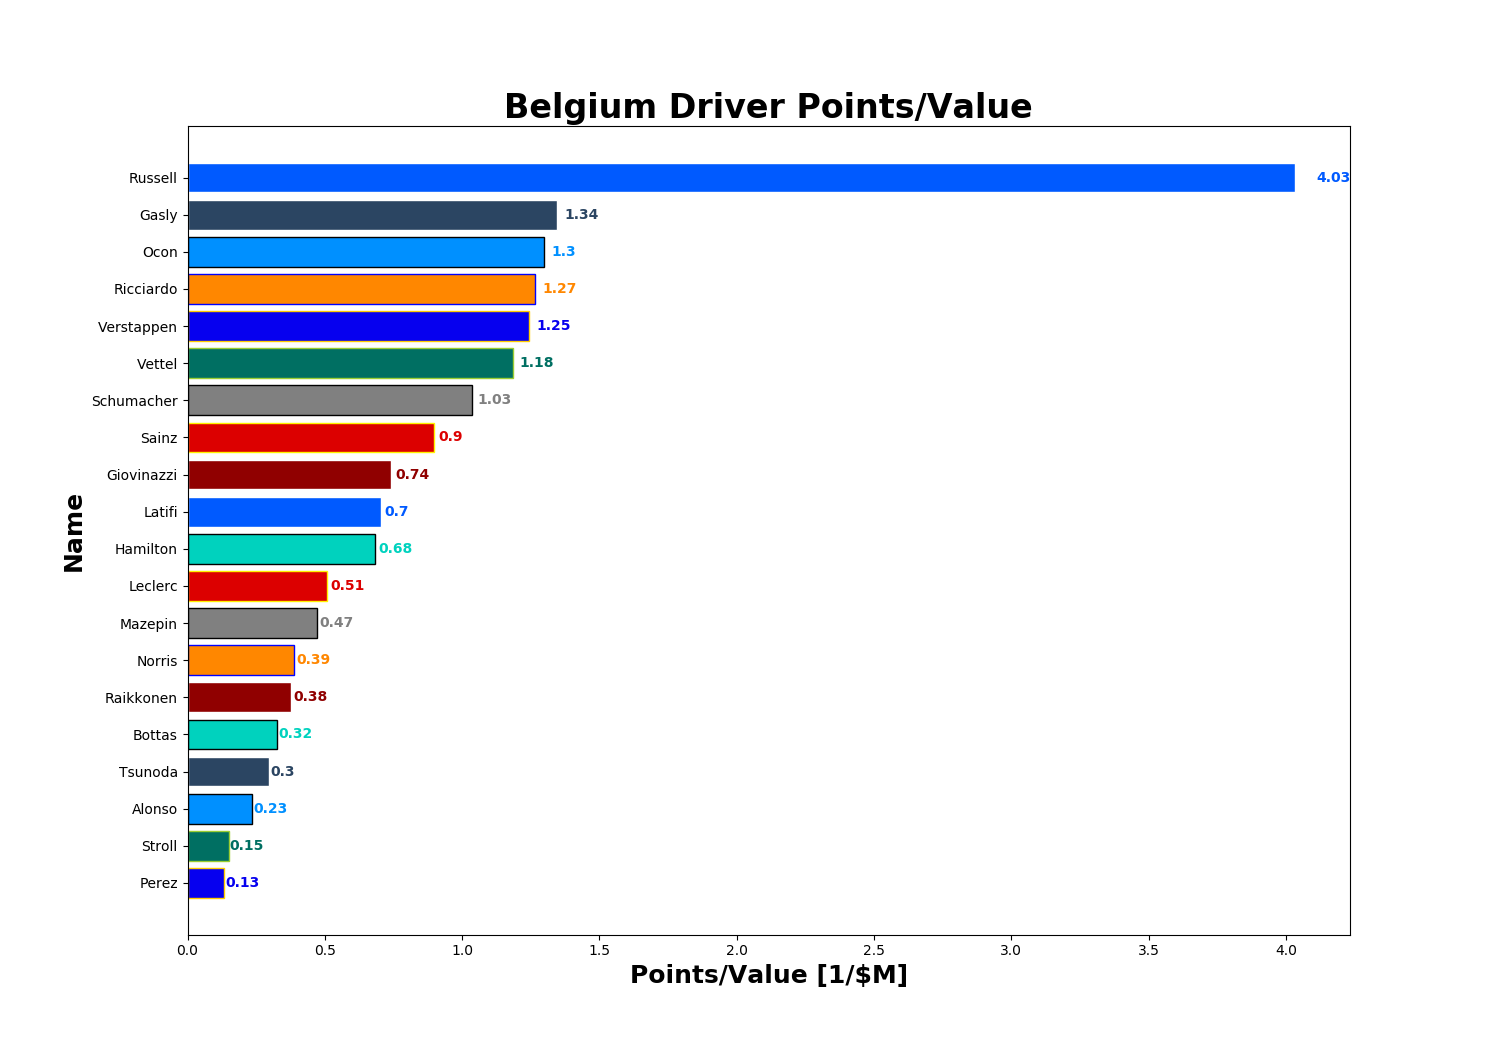 Belgium Driver Points/Value
Russell 4.03
Gasly 1.34
Ocon 1.3
Ricciardo 1.27
Verstappen 1.25
Vettel 1.18
Schumacher 1.03
Sainz 0.9
Giovinazzi 0.74
Latifi 0.7
Hamilton 0.68
Leclerc 0.51
Mazepin 0.47
Norris 0.39
Raikkonen 0.38
Bottas 0.32
Tsunoda 0.3
Alonso 0.23
Stroll 0.15
Perez 0.13
Name
0.0 0.5 1.0 1.5 2.0 2.5 3.0 3.5 4.0
Points/Value [1/$M]